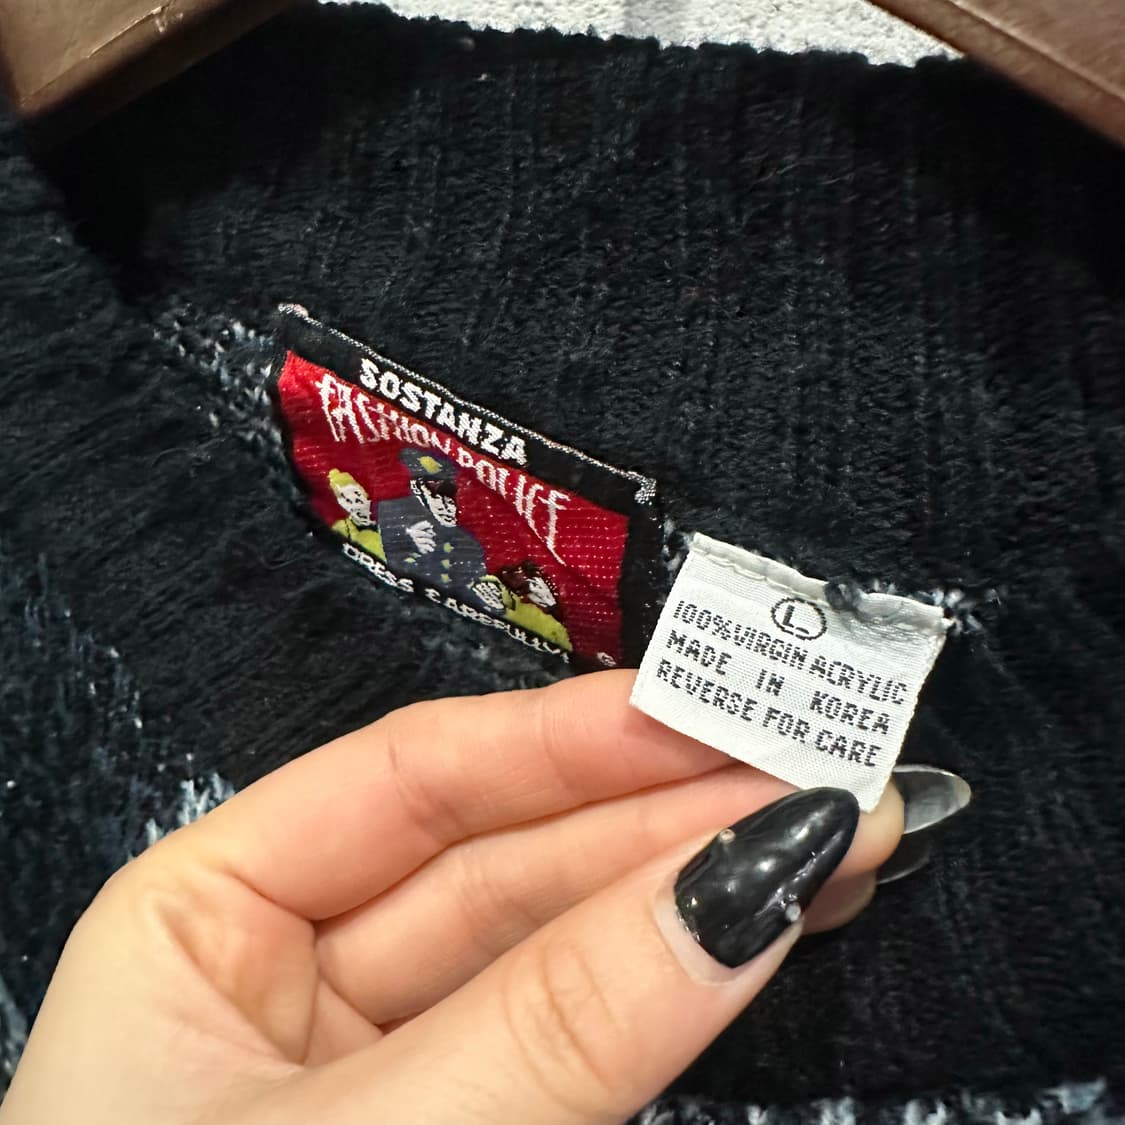 SOSTANZA
FASHION POLICE
DRESS CAREFULLY!
L
100% VIRGIN ACRYLIC
MADE IN KOREA
REVERSE FOR CARE